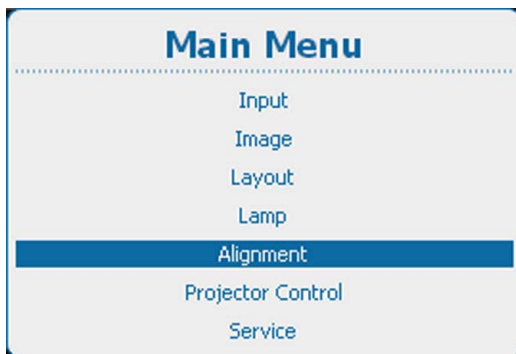 Main Menu
Input
Image
Layout
Lamp
Alignment
Projector Control
Service